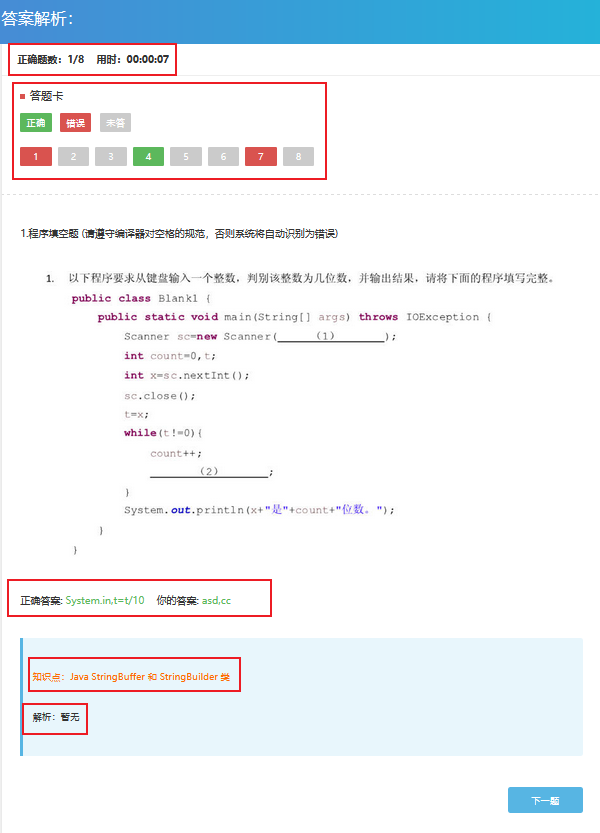 答案解析：
正确题数：1/8 用时：00:00:07
答题卡
正确 错误 未答
1 2 3 4 5 6 7 8
1.程序填空题 (请遵守编译器对空格的规范，否则系统将自动识别为错误)
1. 以下程序要求从键盘输入一个整数，判别该整数为几位数，并输出结果，请将下面的程序填写完整。
public class Blank1 {
public static void main(String[] args) throws IOException {
Scanner sc=new Scanner(______(1)______);
int count=0,t;
int x=sc.nextInt();
sc.close();
t=x;
while(t!=0){
count++;
______(2)______;
}
System.out.println(x+"是"+count+"位数。");
}
}
正确答案: System.in,t=t/10 你的答案: asd,cc
知识点：Java StringBuffer 和 StringBuilder 类
解析：暂无
下一题